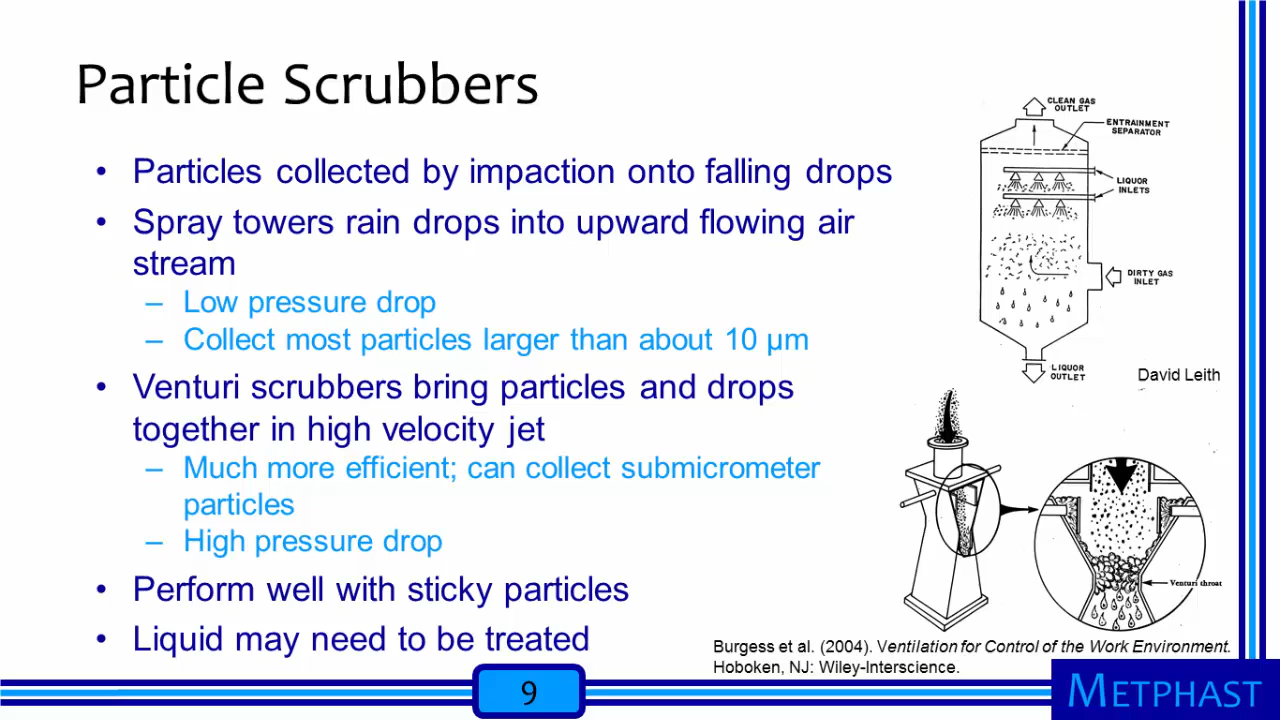 Particle Scrubbers
• Particles collected by impaction onto falling drops
• Spray towers rain drops into upward flowing air
stream
– Low pressure drop
– Collect most particles larger than about 10 µm
• Venturi scrubbers bring particles and drops
together in high velocity jet
– Much more efficient; can collect submicrometer
particles
– High pressure drop
• Perform well with sticky particles
• Liquid may need to be treated
CLEAN GAS
OUTLET
ENTRAINMENT
SEPARATOR
LIQUOR
INLETS
DIRTY GAS
INLET
LIQUOR
OUTLET
David Leith
Venturi throat
Burgess et al. (2004). Ventilation for Control of the Work Environment.
Hoboken, NJ: Wiley-Interscience.
9
METPHAST